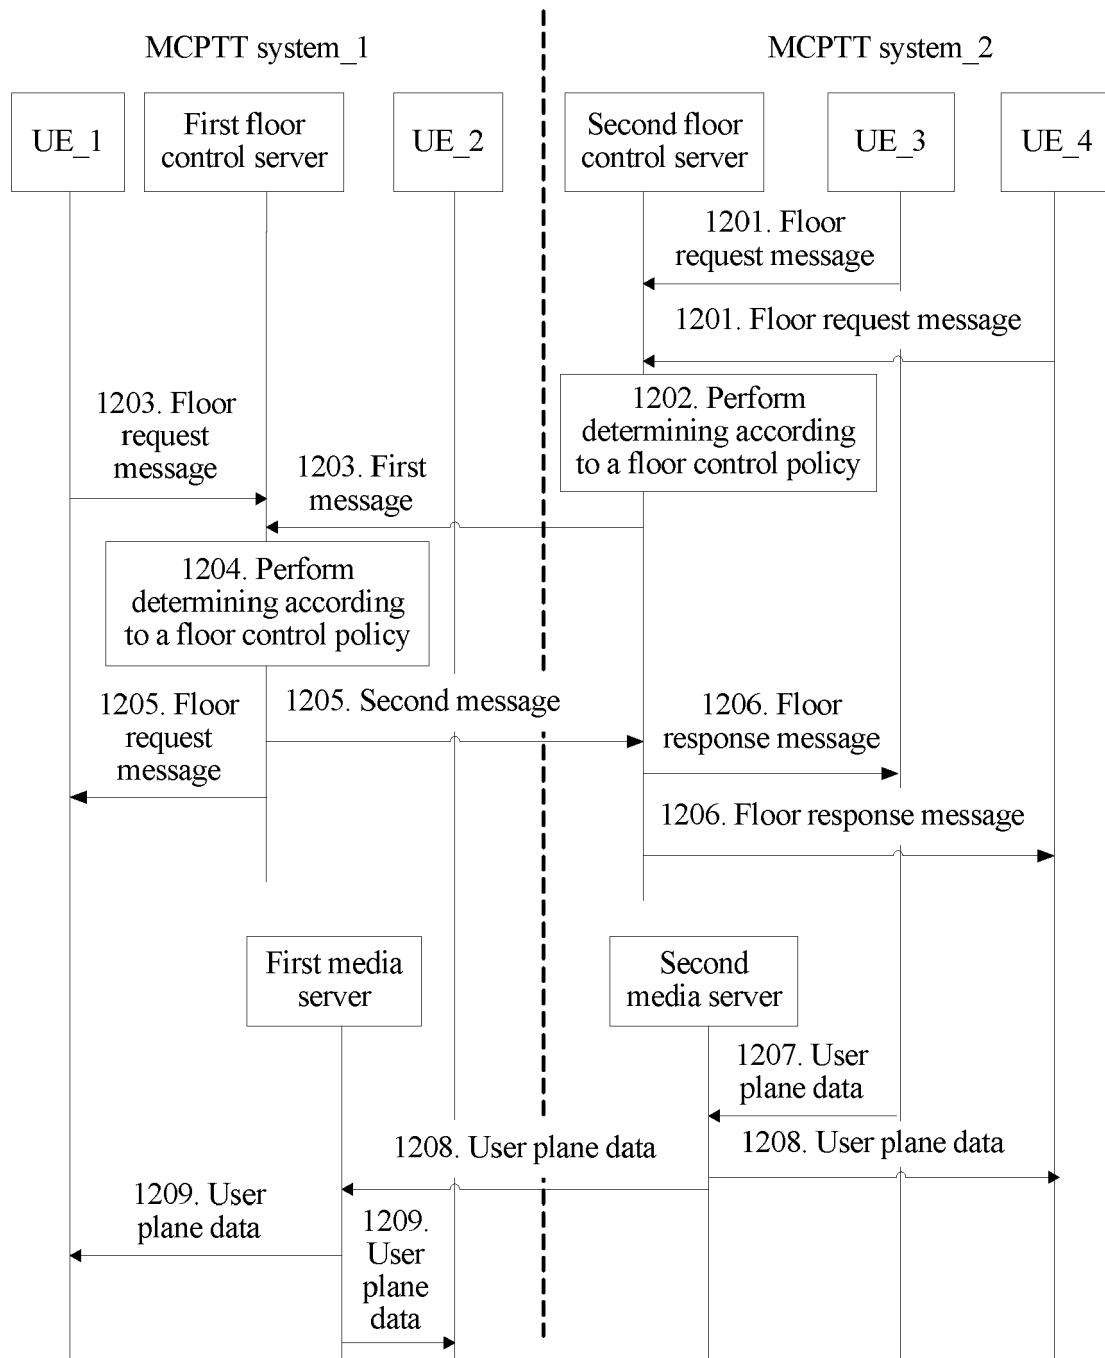 MCPTT system_1
MCPTT system_2
UE_1
First floor
control server
UE_2
Second floor
control server
UE_3
UE_4
1201. Floor
request message
1201. Floor request message
1202. Perform
determining according
to a floor control policy
1203. Floor
request
message
1203. First
message
1204. Perform
determining according
to a floor control policy
1205. Floor
request
message
1205. Second message
1206. Floor
response message
1206. Floor response message
First media
server
Second
media server
1207. User
plane data
1208. User plane data
1208. User plane data
1209. User
plane data
1209.
User
plane
data